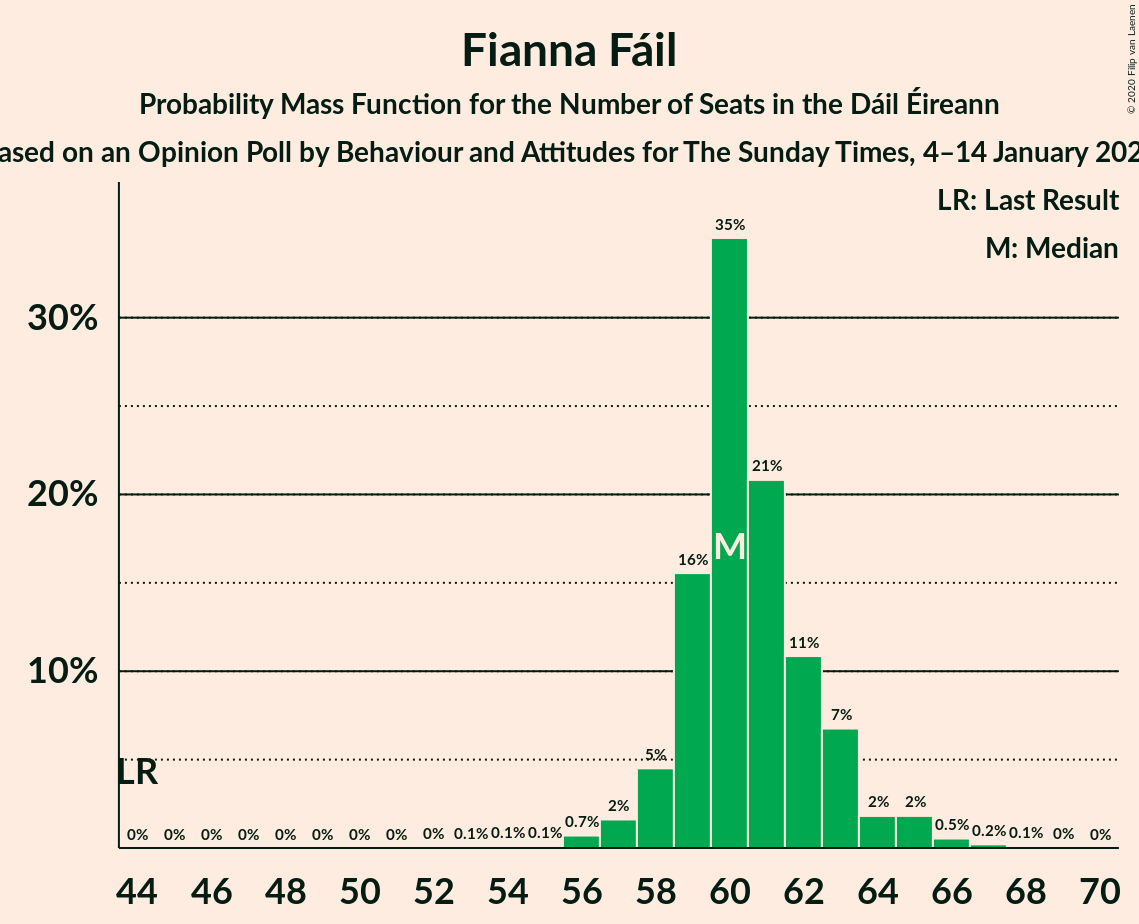 Fianna Fáil
Probability Mass Function for the Number of Seats in the Dáil Éireann
ased on an Opinion Poll by Behaviour and Attitudes for The Sunday Times, 4–14 January 202
© 2020 Filip van Laenen
LR: Last Result
M: Median
35%
30%
21%
20%
M
16%
11%
10%
7%
5%
LR
0% 0% 0% 0% 0% 0% 0% 0% 0% 0.1% 0.1% 0.1% 0.7% 2% 2% 2% 0.5% 0.2% 0.1% 0% 0%
44 46 48 50 52 54 56 58 60 62 64 66 68 70